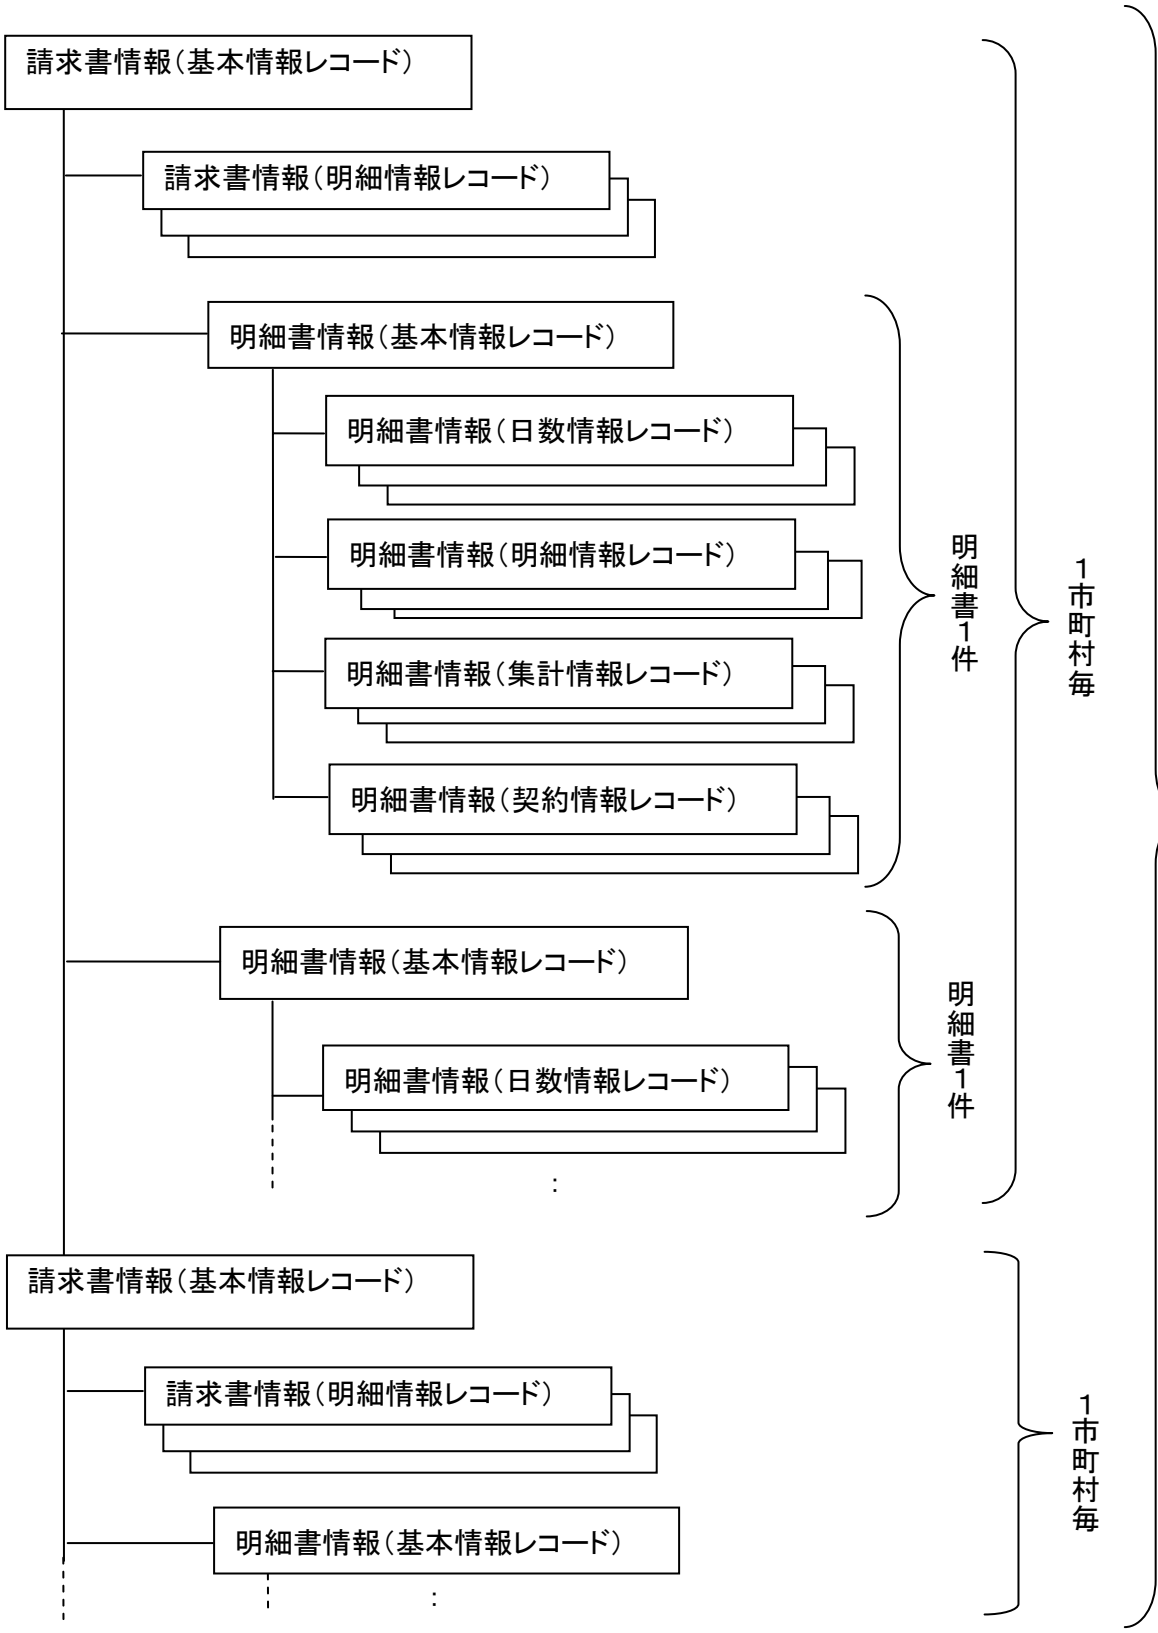 請求書情報（基本情報レコード）
請求書情報（明細情報レコード）
明細書情報（基本情報レコード）
明細書情報（日数情報レコード）
明細書情報（明細情報レコード）
明細書情報（集計情報レコード）
明細書情報（契約情報レコード）
明細書１件
１市町村毎
明細書情報（基本情報レコード）
明細書情報（日数情報レコード）
：
明細書１件
請求書情報（基本情報レコード）
請求書情報（明細情報レコード）
明細書情報（基本情報レコード）
：
１市町村毎